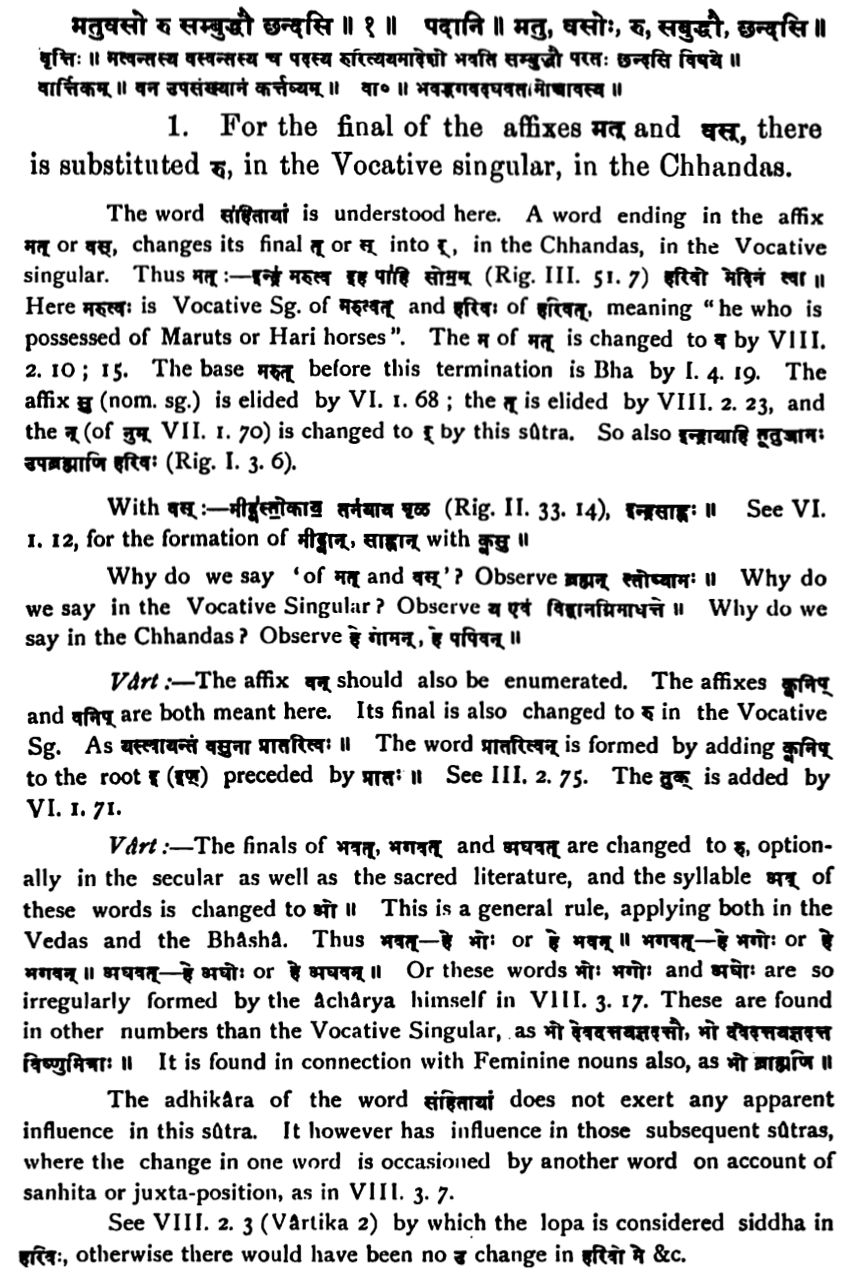 मतुवसो रु सम्बुद्धौ छन्दसि ॥ १ ॥ पदानि ॥ मतु, वसोः, रु, सबुद्धौ, छन्दसि ॥
वृत्तिः ॥ मत्वन्तस्य वस्वन्तस्य च पदस्य रुरित्ययमादेशो भवति सम्बुद्धौ परतः छन्दसि विषये ॥
वार्त्तिकम् ॥ वन उपसंख्यानं कर्त्तव्यम् ॥ वा० ॥ भवद्भगवदघवता
1. For the final of the affixes मत् and वस्, there
is substituted रु, in the Vocative singular, in the Chhandas.
The word संहितायां is understood here. A word ending in the affix
मत् or वस्, changes its final त् or स् into र्, in the Chhandas, in the Vocative
singular. Thus मत् :—इन्द्र मरुत्व इह पाहि सोमम् (Rig. III. 51. 7) हरिवो मेदिनं त्वा ॥
Here मरुत्वः is Vocative Sg. of मरुत्वत् and हरिवः of हरिवत्, meaning "he who is
possessed of Maruts or Hari horses". The म of मत् is changed to व by VIII.
2. 10 ; 15. The base मरुत् before this termination is Bha by I. 4. 19. The
affix सु (nom. sg.) is elided by VI. 1. 68 ; the त् is elided by VIII. 2. 23, and
the न् (of नुम् VII. 1. 70) is changed to र् by this sûtra. So also इन्द्रायाहि तूतुजानः
उपब्रह्माणि हरिवः (Rig. I. 3. 6).
With वस् :—मीढ्वस्तोकाय तनयाय मृळ (Rig. II. 33. 14), इन्द्रसाह्वः ॥ See VI.
1. 12, for the formation of मीढ्वान्, साह्वान् with क्वसु ॥
Why do we say 'of मत् and वस्'? Observe ब्रह्मन् स्तोष्यामः ॥ Why do
we say in the Vocative Singular? Observe य एवं विद्वानग्निमाधत्ते ॥ Why do we
say in the Chhandas? Observe हे गोमन्, हे पपिवन् ॥
Vârt :—The affix वन् should also be enumerated. The affixes क्वनिप्
and वनिप् are both meant here. Its final is also changed to रु in the Vocative
Sg. As यस्त्वायन्तं वसुना प्रातरित्वः ॥ The word प्रातरित्वन् is formed by adding क्वनिप्
to the root इ (इण्) preceded by प्रातः ॥ See III. 2. 75. The तुक् is added by
VI. 1. 71.
Vârt :—The finals of भवत्, भगवत् and अघवत् are changed to रु, option-
ally in the secular as well as the sacred literature, and the syllable अव् of
these words is changed to ओ ॥ This is a general rule, applying both in the
Vedas and the Bhâshâ. Thus भवत्—हे भोः or हे भवन् ॥ भगवत्—हे भगोः or हे
भगवन् ॥ अघवत्—हे अघोः or हे अघवन् ॥ Or these words भोः भगोः and अघोः are so
irregularly formed by the âchârya himself in VIII. 3. 17. These are found
in other numbers than the Vocative Singular, as भो देवदत्तयज्ञदत्तौ, भो देवदत्तयज्ञदत्त
विष्णुमित्राः ॥ It is found in connection with Feminine nouns also, as भो ब्राह्मणि ॥
The adhikâra of the word संहितायां does not exert any apparent
influence in this sûtra. It however has influence in those subsequent sûtras,
where the change in one word is occasioned by another word on account of
sanhita or juxta-position, as in VIII. 3. 7.
See VIII. 2. 3 (Vârtika 2) by which the lopa is considered siddha in
हरिवः, otherwise there would have been no उ change in हरिवो मे &c.